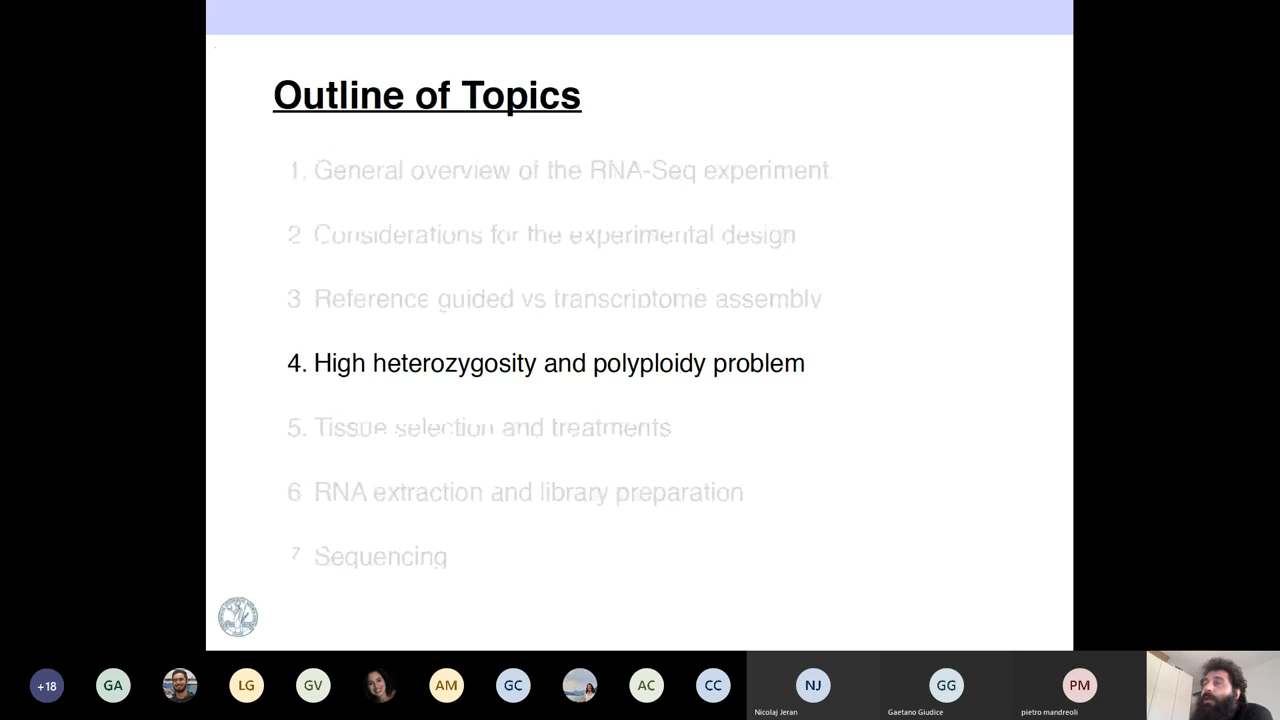 Outline of Topics
1. General overview of the RNA-Seq experiment
2 Considerations for the experimental design
3 Reference guided vs transcriptome assembly
4. High heterozygosity and polyploidy problem
5. Tissue selection and treatments
6 RNA extraction and library preparation
7 Sequencing
+18 GA LG GV AM GC AC CC NJ GG PM
Nicolaj Jeran Gaetano Giudice pietro mandreoli